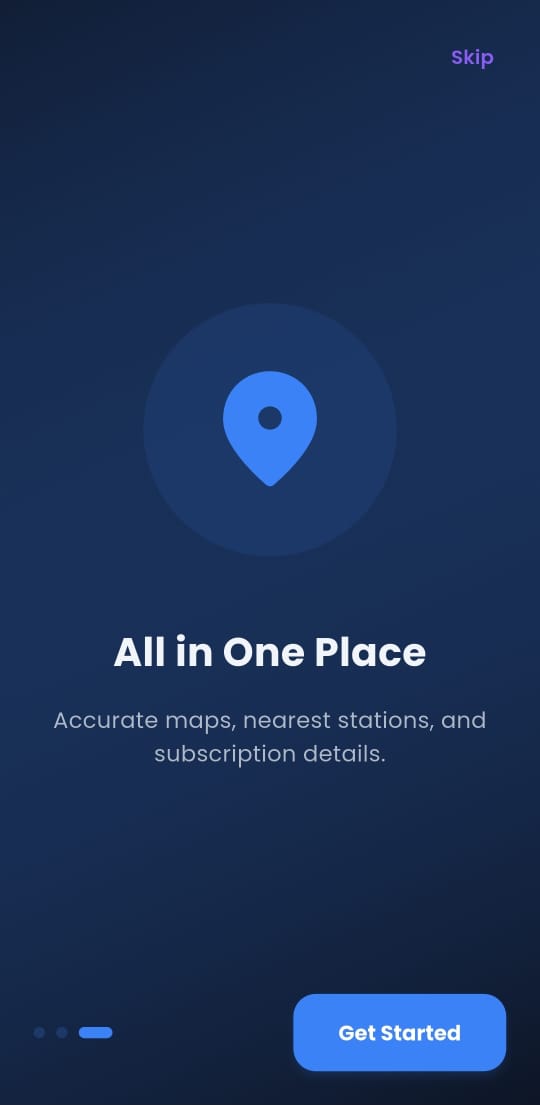 Skip
All in One Place
Accurate maps, nearest stations, and
subscription details.
Get Started